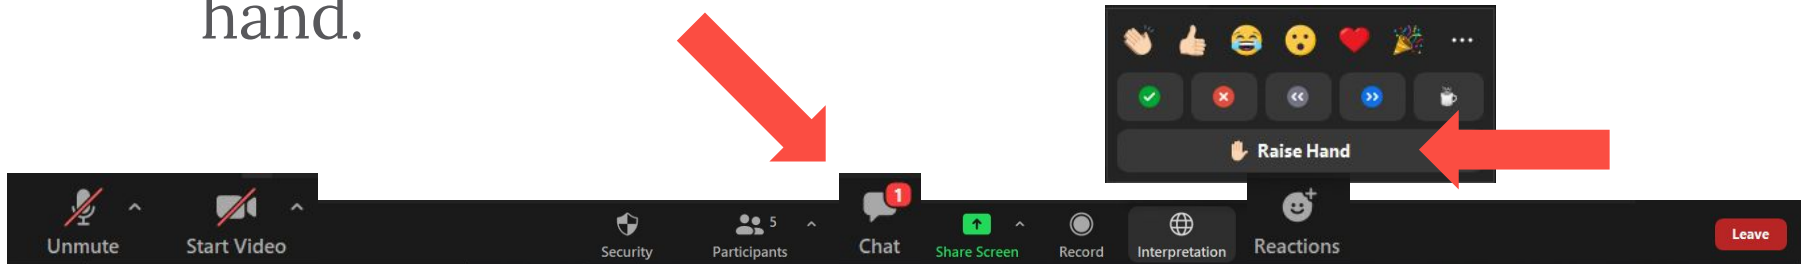 hand.
Raise Hand
1
5
Unmute
Start Video
Security
Participants
Chat
Share Screen
Record
Interpretation
Reactions
Leave